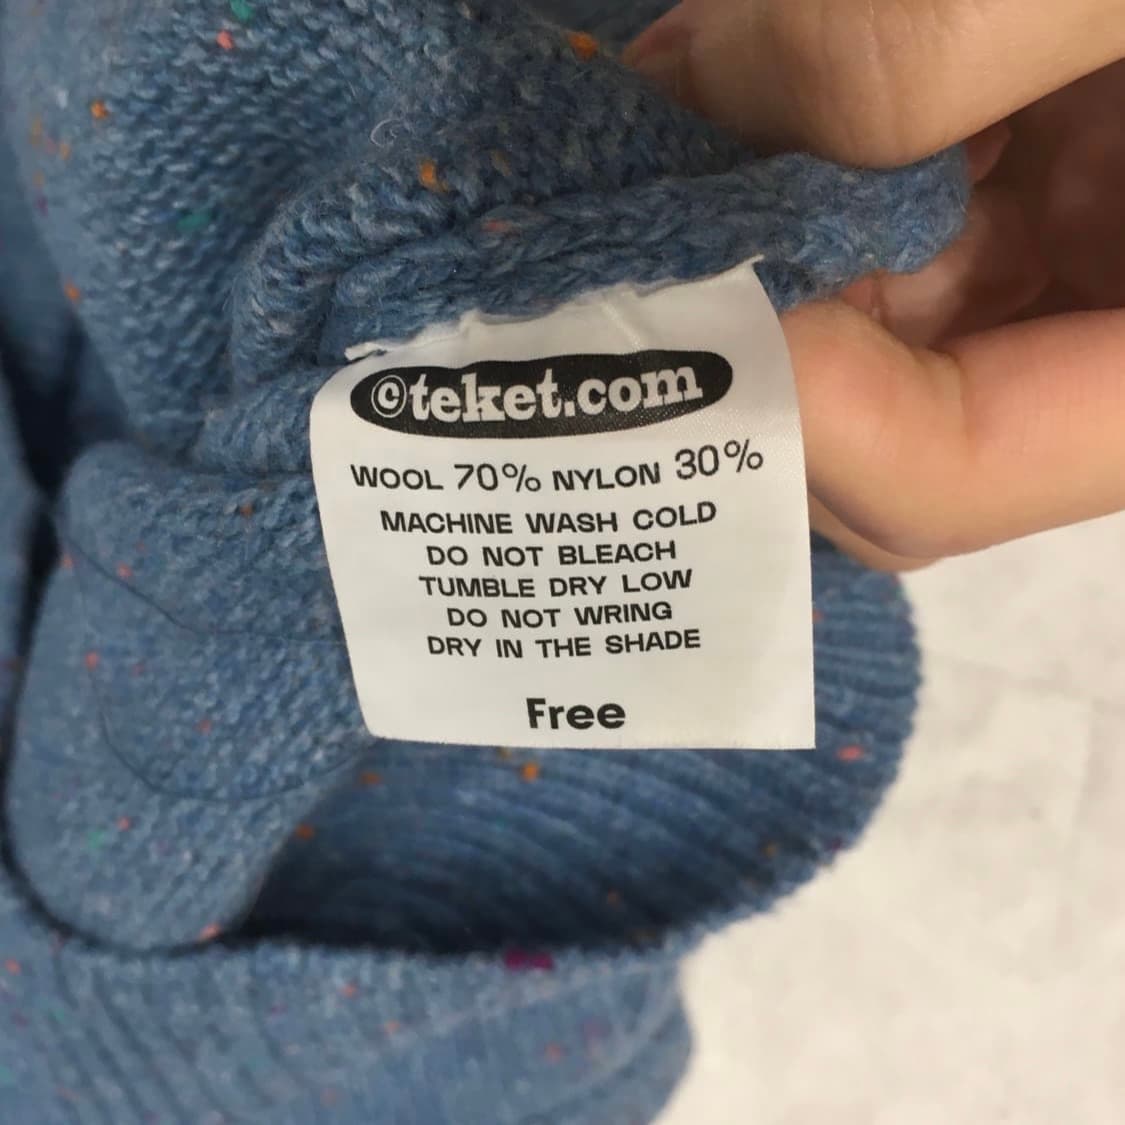 ©teket.com
WOOL 70% NYLON 30%
MACHINE WASH COLD
DO NOT BLEACH
TUMBLE DRY LOW
DO NOT WRING
DRY IN THE SHADE
Free